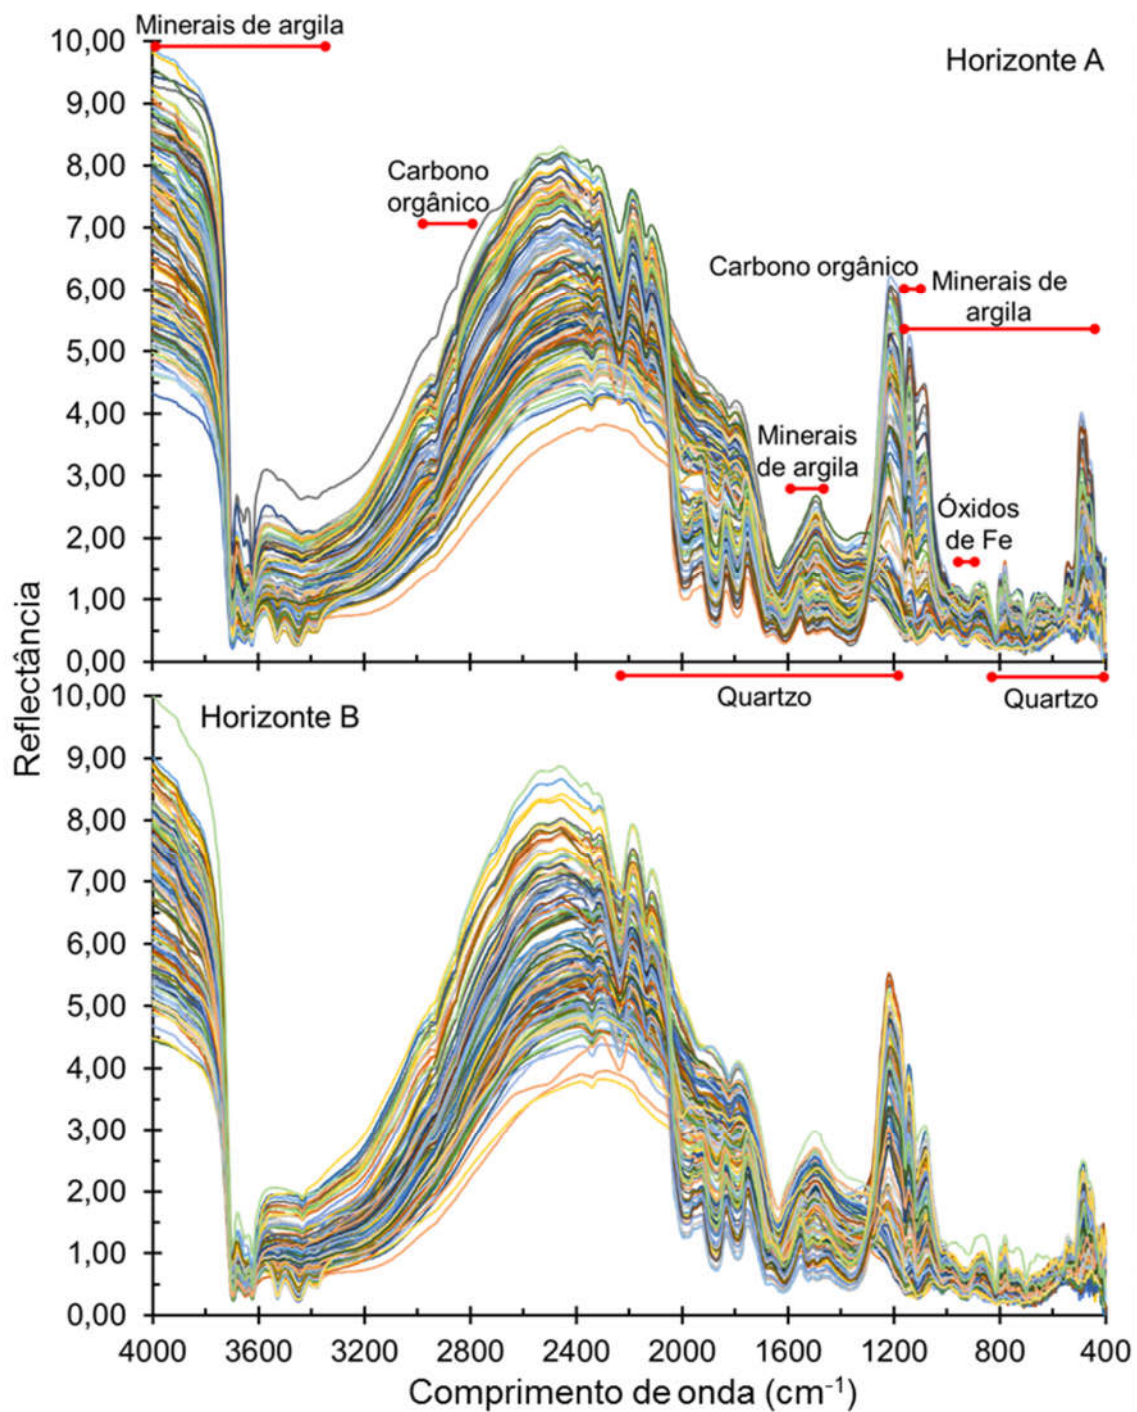 Minerais de argila
10,00
9,00
8,00
7,00
6,00
5,00
4,00
3,00
2,00
1,00
0,00
Horizonte A
Carbono
orgânico
Carbono orgânico
Minerais de
argila
Minerais
de argila
Óxidos
de Fe
Quartzo
Quartzo
Reflectância
Horizonte B
10,00
9,00
8,00
7,00
6,00
5,00
4,00
3,00
2,00
1,00
0,00
4000 3600 3200 2800 2400 2000 1600 1200 800 400
Comprimento de onda (cm⁻¹)